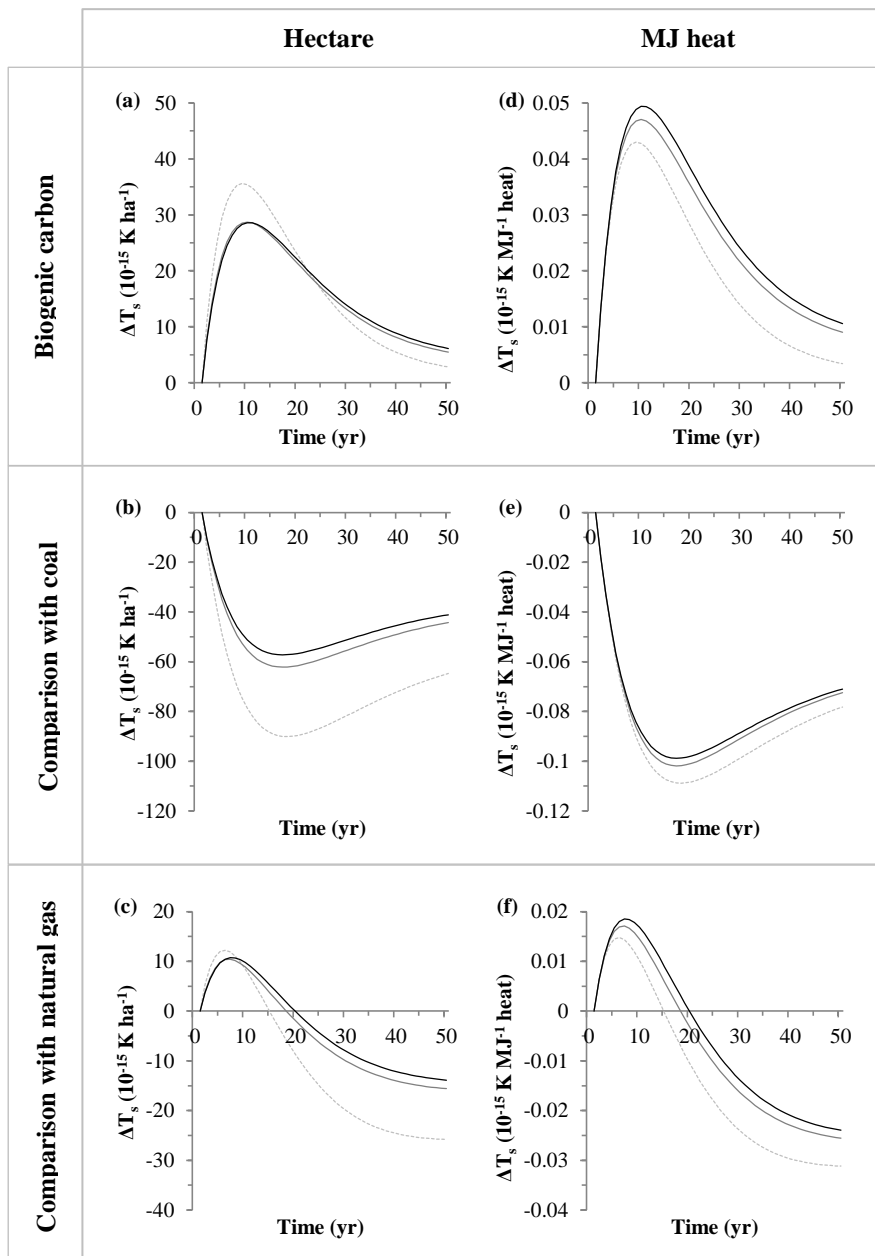 Hectare
MJ heat
Biogenic carbon
(a)
50
40
30
20
10
0
ΔTs (10-15 K ha-1)
0 10 20 30 40 50
Time (yr)
(d)
0.05
0.04
0.03
0.02
0.01
0
ΔTs (10-15 K MJ-1 heat)
0 10 20 30 40 50
Time (yr)
Comparison with coal
(b)
0
-20
-40
-60
-80
-100
-120
ΔTs (10-15 K ha-1)
0 10 20 30 40 50
Time (yr)
(e)
0
-0.02
-0.04
-0.06
-0.08
-0.1
-0.12
ΔTs (10-15 K MJ-1 heat)
0 10 20 30 40 50
Time (yr)
Comparison with natural gas
(c)
20
10
0
-10
-20
-30
-40
ΔTs (10-15 K ha-1)
0 10 20 30 40 50
Time (yr)
(f)
0.02
0.01
0
-0.01
-0.02
-0.03
-0.04
ΔTs (10-15 K MJ-1 heat)
0 10 20 30 40 50
Time (yr)